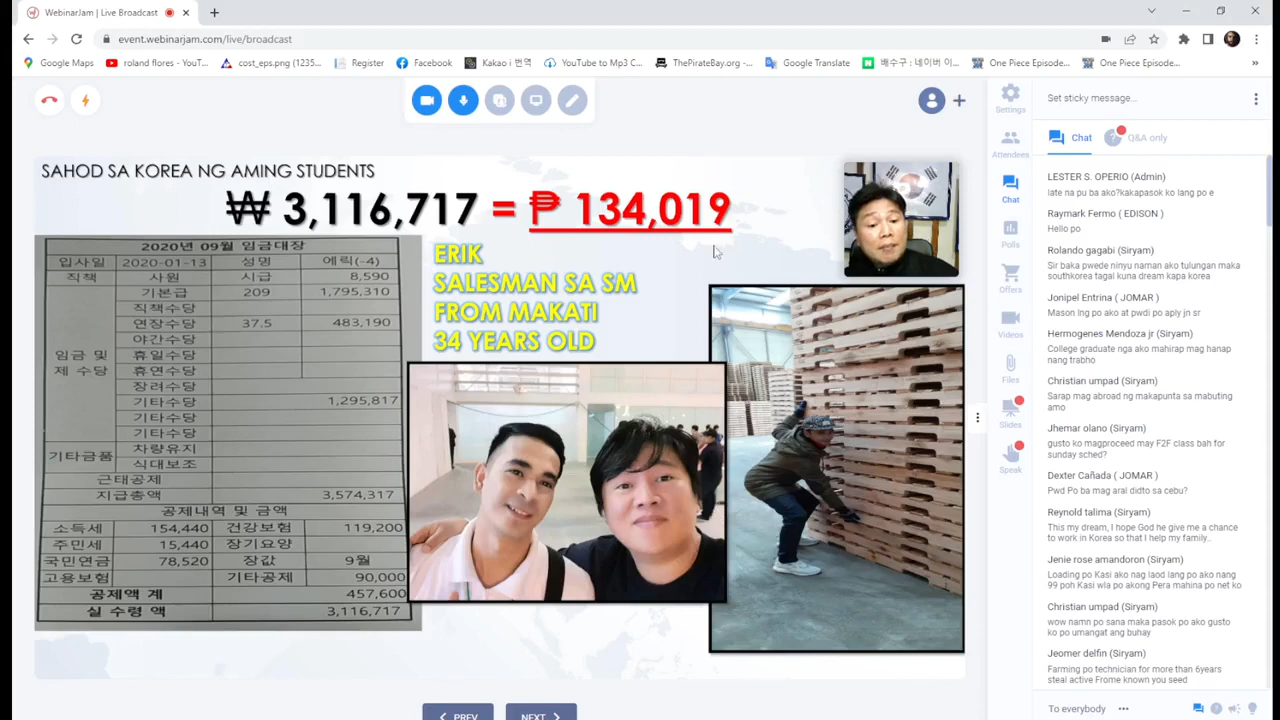 WebinarJam | Live Broadcast
event.webinarjam.com/live/broadcast
Google Maps
roland flores - YouT...
cost_eps.png (1235...
Register
Facebook
Kakao i 번역
YouTube to Mp3 C...
ThePirateBay.org -...
Google Translate
배수구 : 네이버 이...
One Piece Episode...
One Piece Episode...
SAHOD SA KOREA NG AMING STUDENTS
₩ 3,116,717 = ₱ 134,019
ERIK
SALESMAN SA SM
FROM MAKATI
34 YEARS OLD
2020년 09월 임금대장
입사일 2020-01-13 성명 에릭(-4)
직책 사원 시급 8,590
임금 및
제 수당
기본급 209 1,795,310
직책수당
연장수당 37.5 483,190
야간수당
휴일수당
휴연수당
장려수당
기타수당 1,295,817
기타수당
기타수당
기타금품
차량유지
식대보조
근태공제
지급총액 3,574,317
공제내역 및 금액
소득세 154,440 건강보험 119,200
주민세 15,440 장기요양
국민연금 78,520 장값 9월
고용보험 기타공제 90,000
공제액 계 457,600
실 수령 액 3,116,717
PREV
NEXT
Settings
Attendees
Chat
Polls
Offers
Videos
Files
Slides
Speak
Set sticky message...
Chat
Q&A only
LESTER S. OPERIO (Admin)
late na pu ba ako?kakapasok ko lang po e
Raymark Fermo ( EDISON )
Hello po
Rolando gagabi (Siryam)
Sir baka pwede ninyu naman ako tulungan maka
southkorea tagal kuna dream kapa korea
Jonipel Entrina ( JOMAR )
Mason lng po ako at pwdi po aply jn sr
Hermogenes Mendoza jr (Siryam)
College graduate nga ako mahirap mag hanap
nang trabho
Christian umpad (Siryam)
Sarap mag abroad ng makapunta sa mabuting
amo
Jhemar olano (Siryam)
gusto ko magproceed may F2F class bah for
sunday sched?
Dexter Cañada ( JOMAR )
Pwd Po ba mag aral didto sa cebu?
Reynold talima (Siryam)
This my dream, I hope God he give me a chance
to work in Korea so that I help my family..
Jenie rose amandoron (Siryam)
Loading po Kasi ako nag laod lang po ako nang
99 poh Kasi wla po akong Pera mahina po net ko
Christian umpad (Siryam)
wow namn po sana maka pasok po ako gusto
ko po umangat ang buhay
Jeomer delfin (Siryam)
Farming po technician for more than 6years
steal active Frome known you seed
To everybody